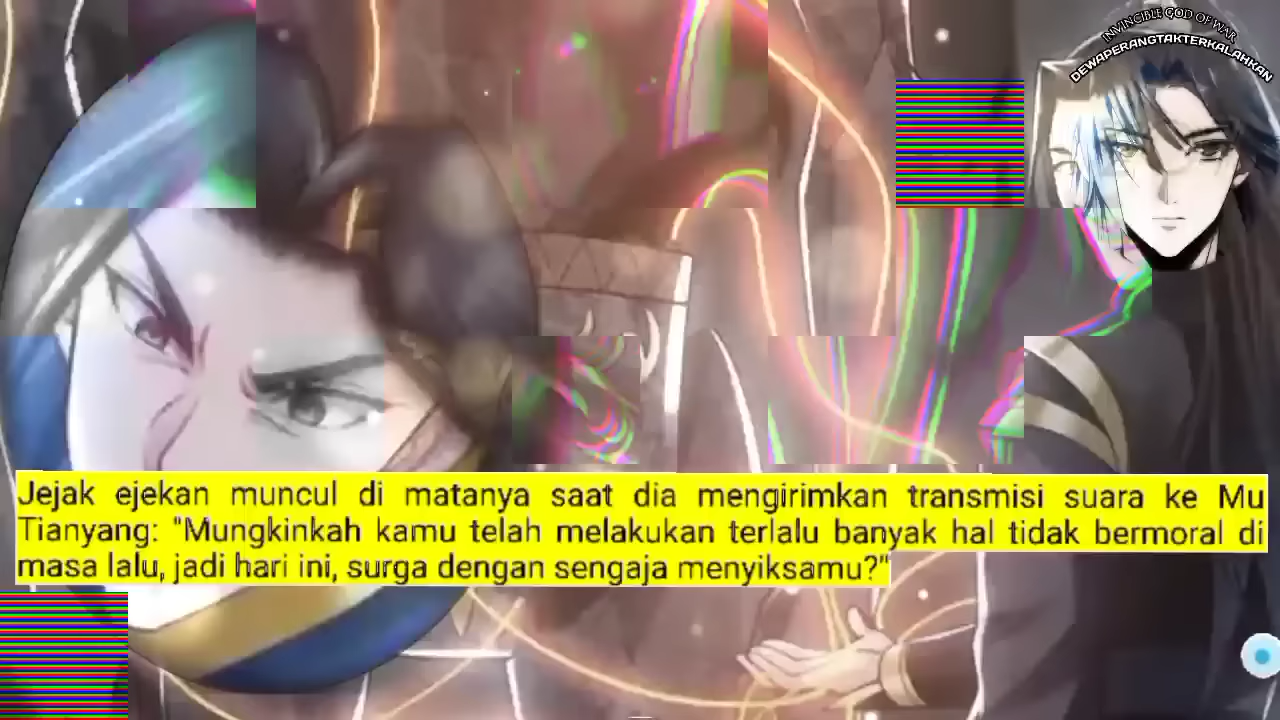 INVINCIBLE GOD OF WAR
DEWAPERANGTAKTERKALAHKAN
Jejak ejekan muncul di matanya saat dia mengirimkan transmisi suara ke Mu
Tianyang: "Mungkinkah kamu telah melakukan terlalu banyak hal tidak bermoral di
masa lalu, jadi hari ini, surga dengan sengaja menyiksamu?"